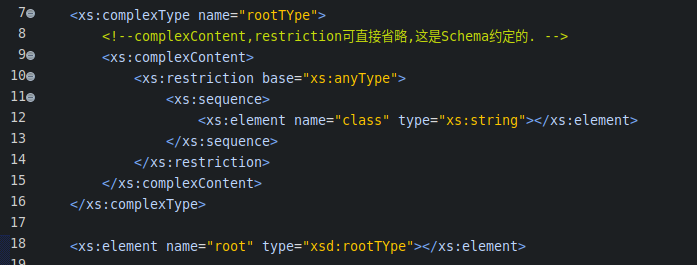 7 <xs:complexType name="rootTYpe">
8 <!--complexContent,restriction可直接省略,这是Schema约定的. -->
9 <xs:complexContent>
10 <xs:restriction base="xs:anyType">
11 <xs:sequence>
12 <xs:element name="class" type="xs:string"></xs:element>
13 </xs:sequence>
14 </xs:restriction>
15 </xs:complexContent>
16 </xs:complexType>
17
18 <xs:element name="root" type="xsd:rootTYpe"></xs:element>
19